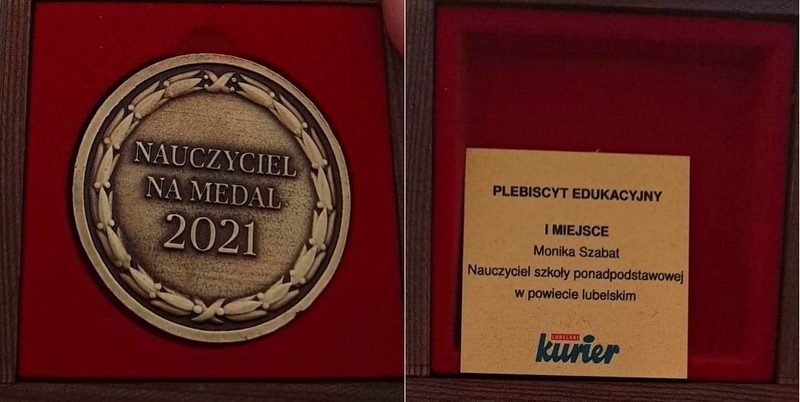 NAUCZYCIEL
NA MEDAL
2021
PLEBISCYT EDUKACYJNY
I MIEJSCE
Monika Szabat
Nauczyciel szkoły ponadpodstawowej
w powiecie lubelskim
LUBELSKI
kurier